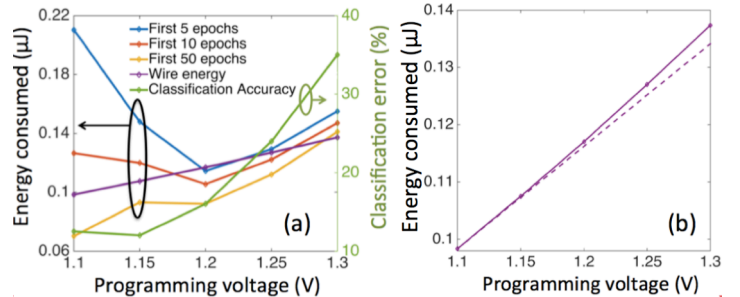 0.22
0.18
0.14
0.1
0.06
Energy consumed (μJ)
First 5 epochs
First 10 epochs
First 50 epochs
Wire energy
Classification Accuracy
40
30
20
10
Classification error (%)
(a)
1.1
1.15
1.2
1.25
1.3
Programming voltage (V)
0.14
0.13
0.12
0.11
0.1
Energy consumed (μJ)
(b)
1.1
1.15
1.2
1.25
1.3
Programming voltage (V)